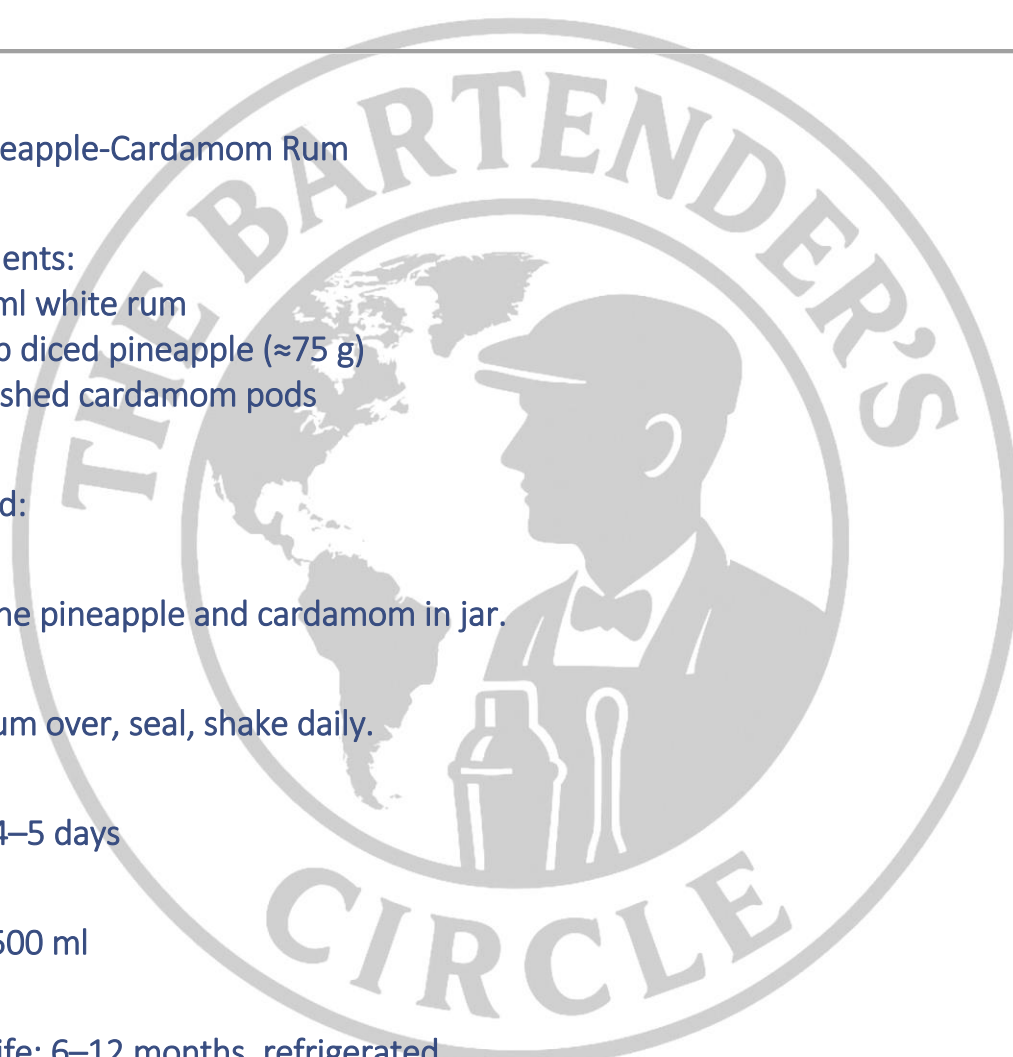 THE BARTENDER'S
CIRCLE
eapple-Cardamom Rum
ents:
ml white rum
diced pineapple (≈75 g)
shed cardamom pods
d:
ne pineapple and cardamom in jar.
um over, seal, shake daily.
4–5 days
500 ml
ife: 6–12 months, refrigerated